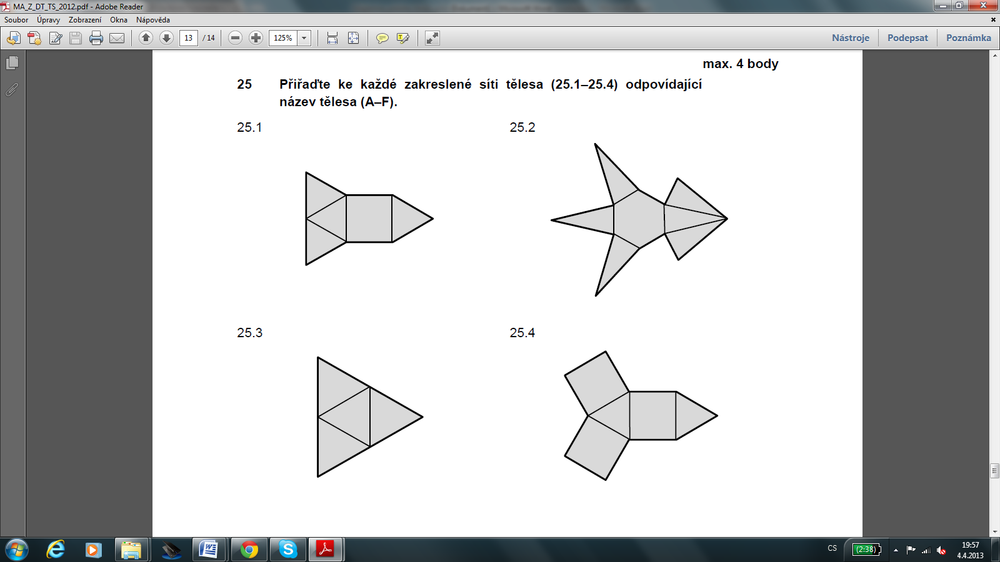 MA_Z_DT_TS_2012.pdf - Adobe Reader
Soubor Úpravy Zobrazení Okna Nápověda
13 / 14 125% Nástroje Podepsat Poznámka
max. 4 body
25 Přiřaďte ke každé zakreslené síti tělesa (25.1–25.4) odpovídající
název tělesa (A–F).
25.1 25.2
25.3 25.4
CS (2:38) 19:57
4.4.2013